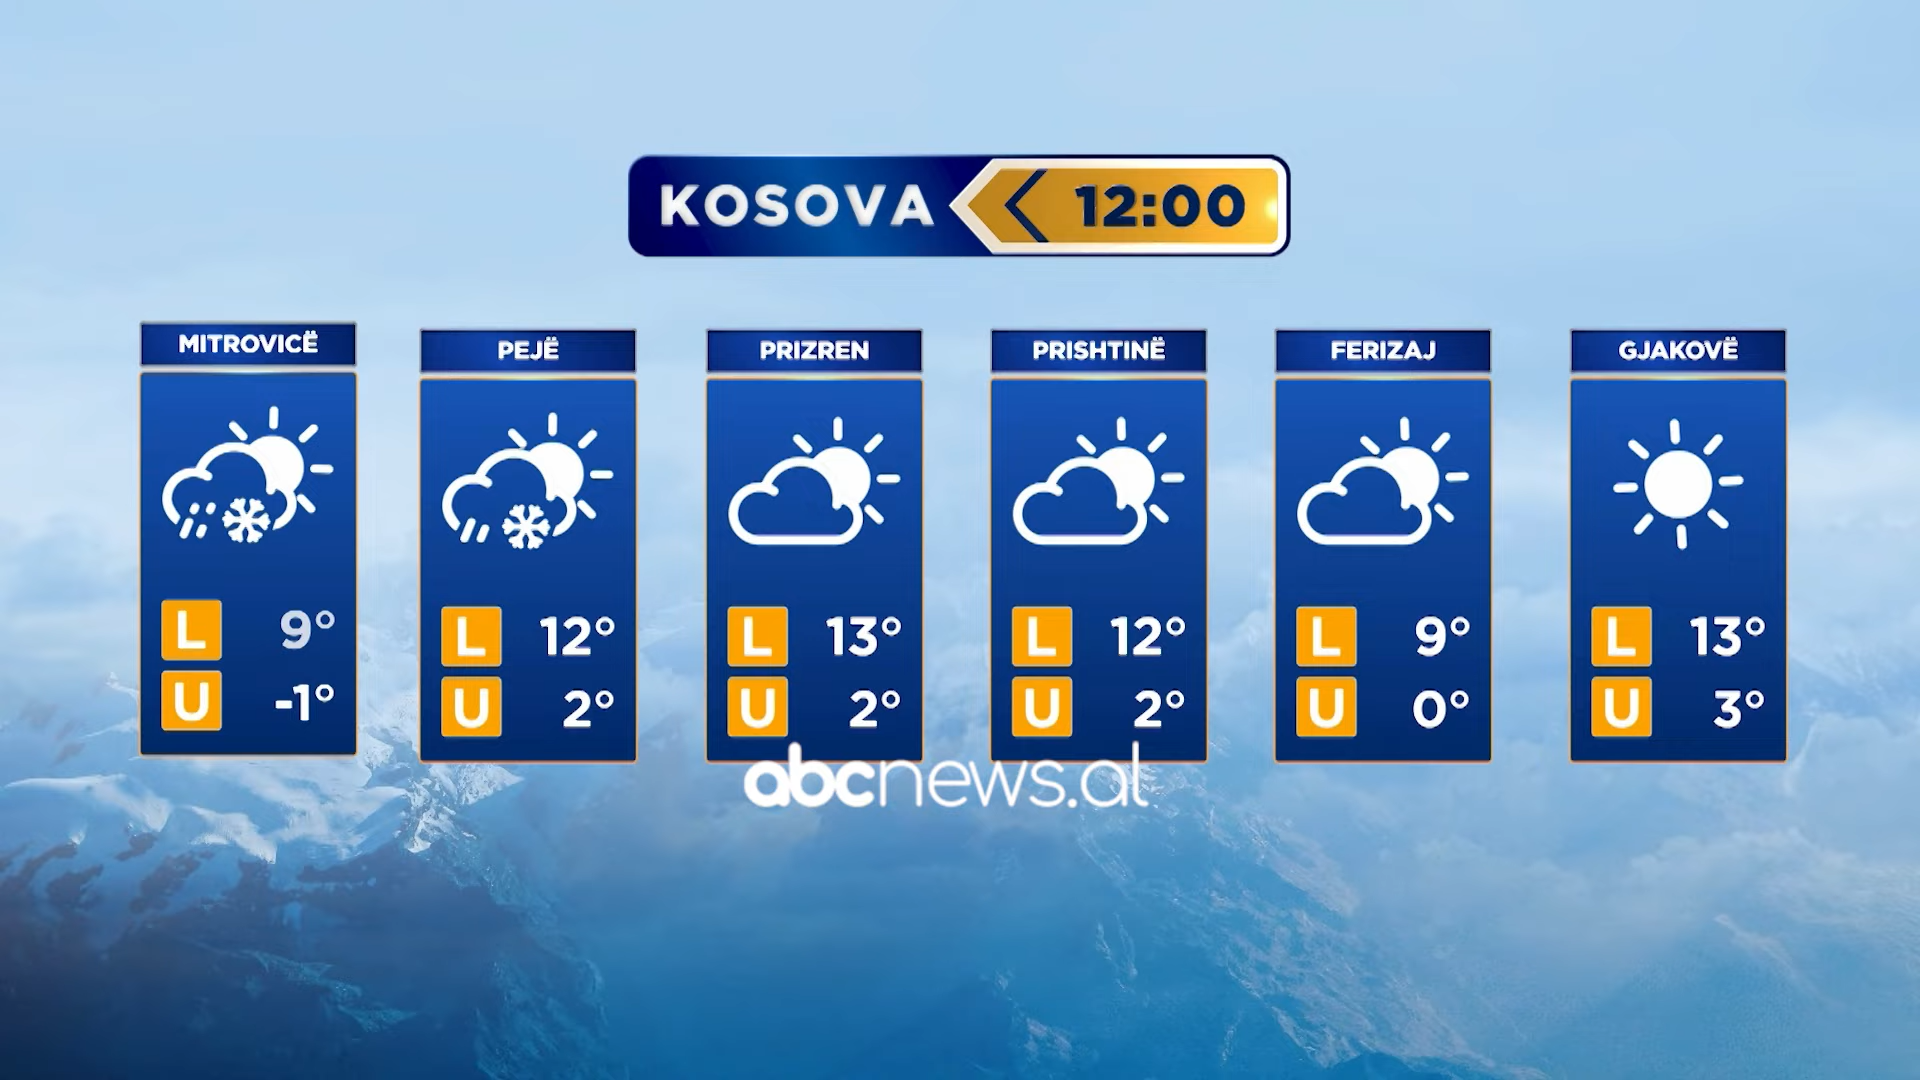 KOSOVA 12:00
MITROVICË
L 9°
U -1°
PEJË
L 12°
U 2°
PRIZREN
L 13°
U 2°
PRISHTINË
L 12°
U 2°
FERIZAJ
L 9°
U 0°
GJAKOVË
L 13°
U 3°
abcnews.al